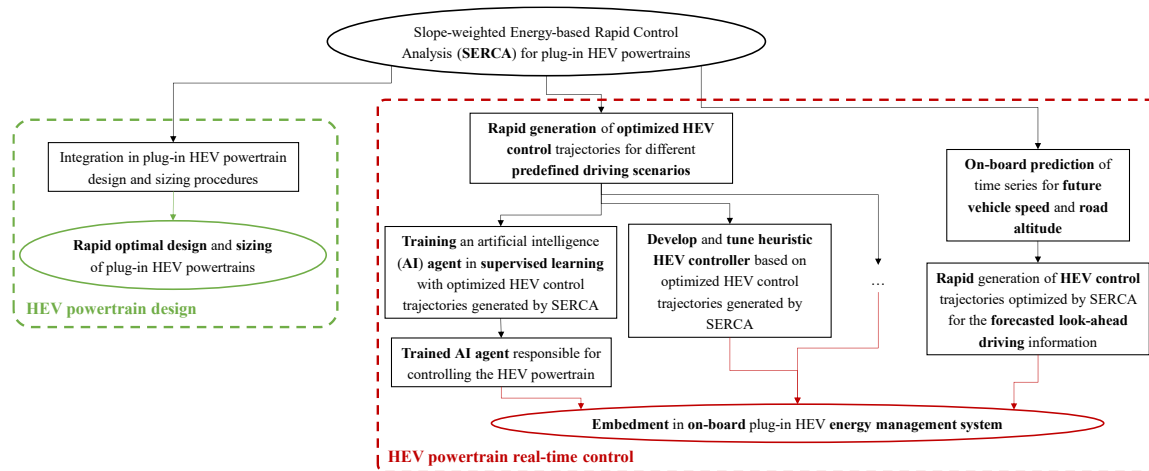 Slope-weighted Energy-based Rapid Control
Analysis (SERCA) for plug-in HEV powertrains
Integration in plug-in HEV powertrain
design and sizing procedures
Rapid optimal design and sizing
of plug-in HEV powertrains
HEV powertrain design
Rapid generation of optimized HEV
control trajectories for different
predefined driving scenarios
Training an artificial intelligence
(AI) agent in supervised learning
with optimized HEV control
trajectories generated by SERCA
Trained AI agent responsible for
controlling the HEV powertrain
Develop and tune heuristic
HEV controller based on
optimized HEV control
trajectories generated by
SERCA
...
On-board prediction of
time series for future
vehicle speed and road
altitude
Rapid generation of HEV control
trajectories optimized by SERCA
for the forecasted look-ahead
driving information
Embedment in on-board plug-in HEV energy management system
HEV powertrain real-time control